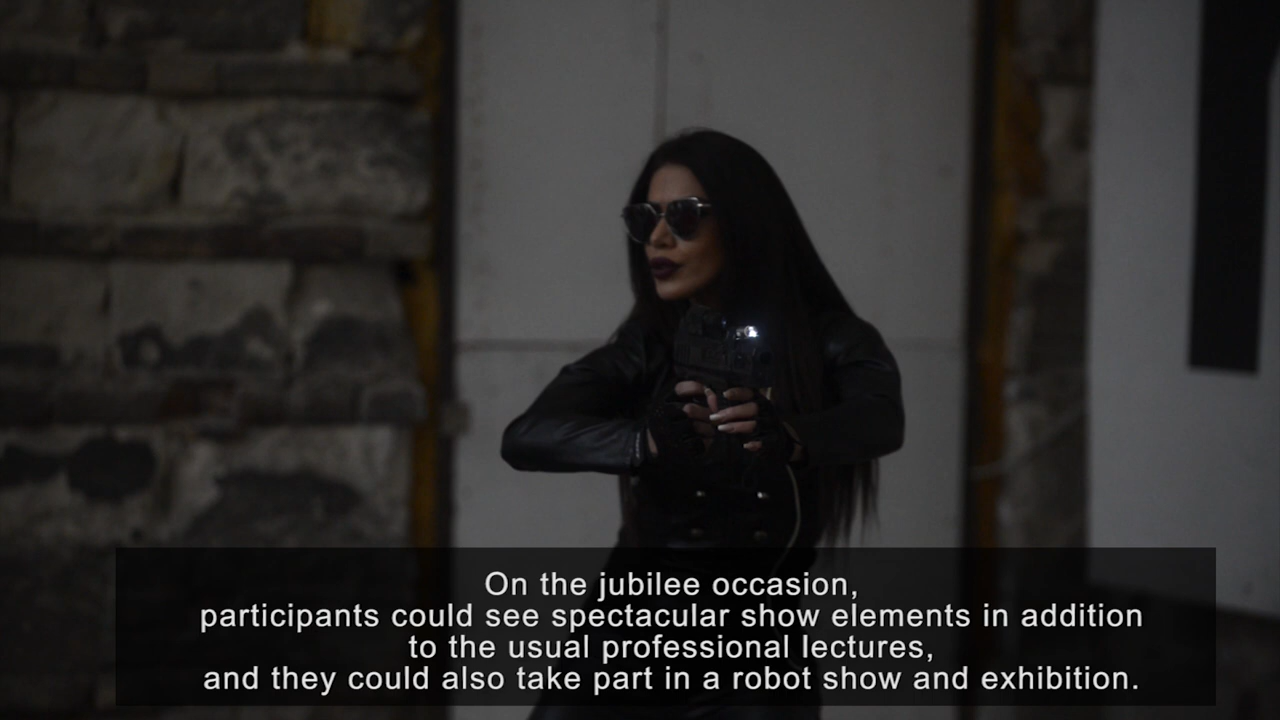 On the jubilee occasion,
participants could see spectacular show elements in addition
to the usual professional lectures,
and they could also take part in a robot show and exhibition.